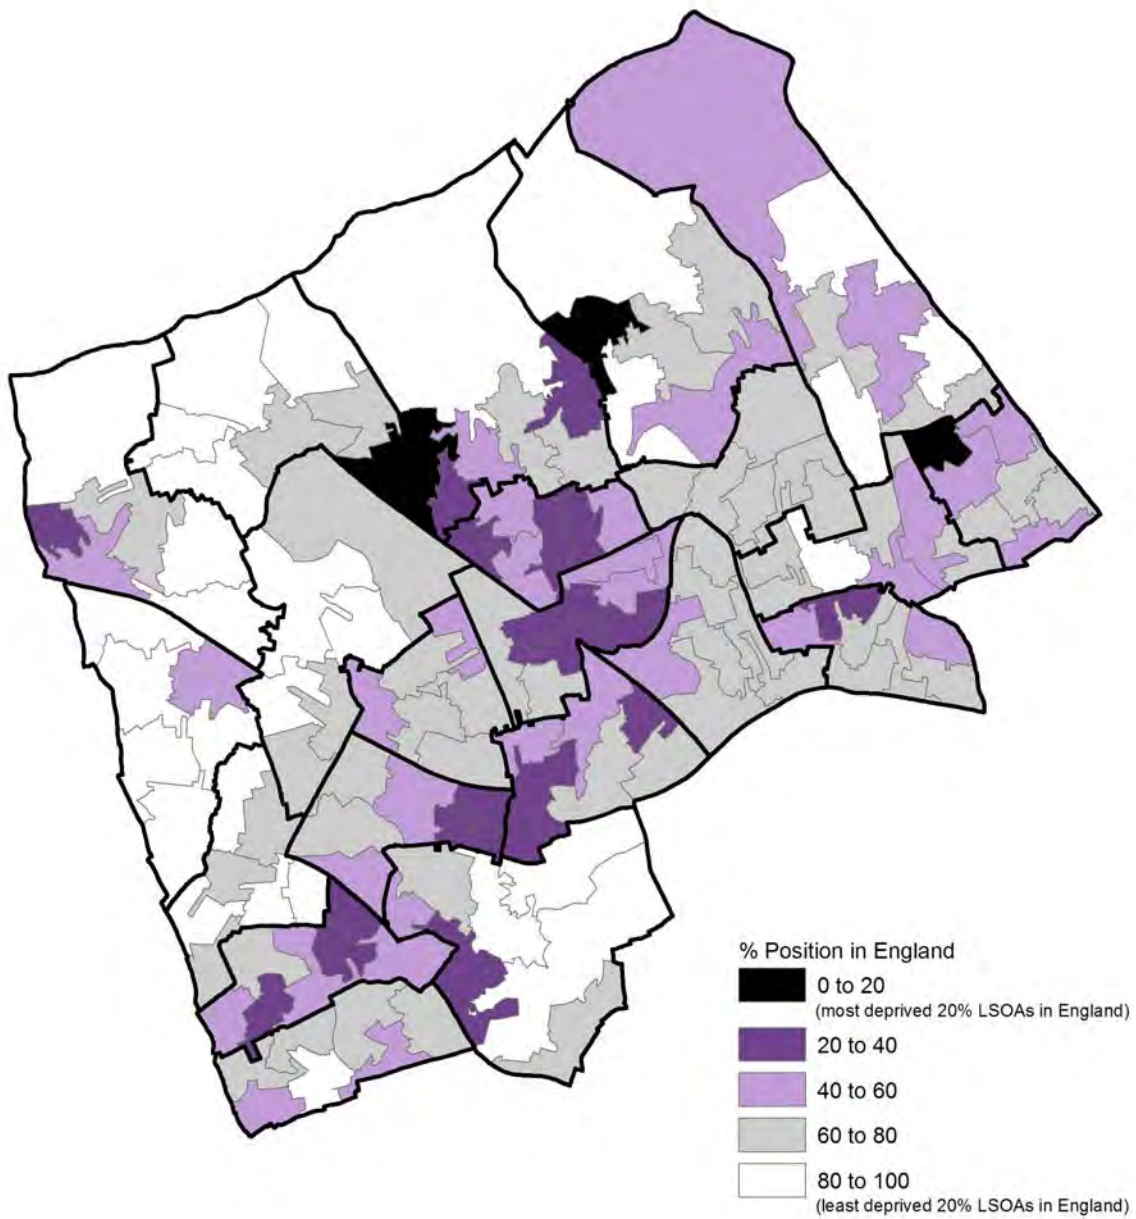 % Position in England
0 to 20
(most deprived 20% LSOAs in England)
20 to 40
40 to 60
60 to 80
80 to 100
(least deprived 20% LSOAs in England)